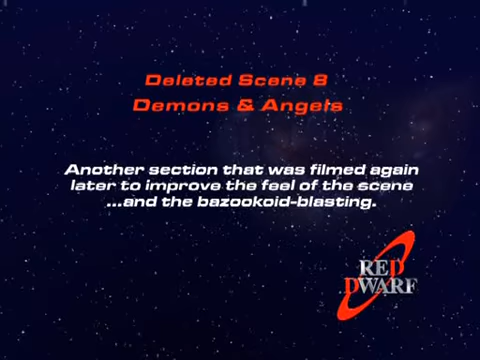 Deleted Scene 8
Demons & Angels
Another section that was filmed again
later to improve the feel of the scene
...and the bazookoid-blasting.
RED
DWARF